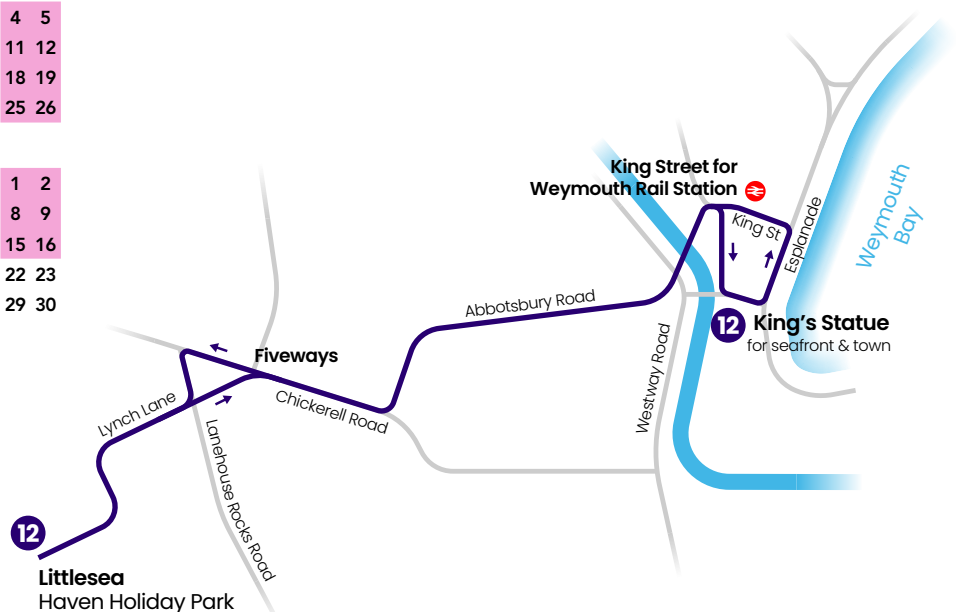 4 5
11 12
18 19
25 26
1 2
8 9
15 16
22 23
29 30
King Street for
Weymouth Rail Station
King St
Esplanade
Weymouth
Bay
Abbotsbury Road
12 King's Statue
for seafront & town
Westway Road
Fiveways
Chickerell Road
Lynch Lane
Lanehouse Rocks Road
12
Littlesea
Haven Holiday Park